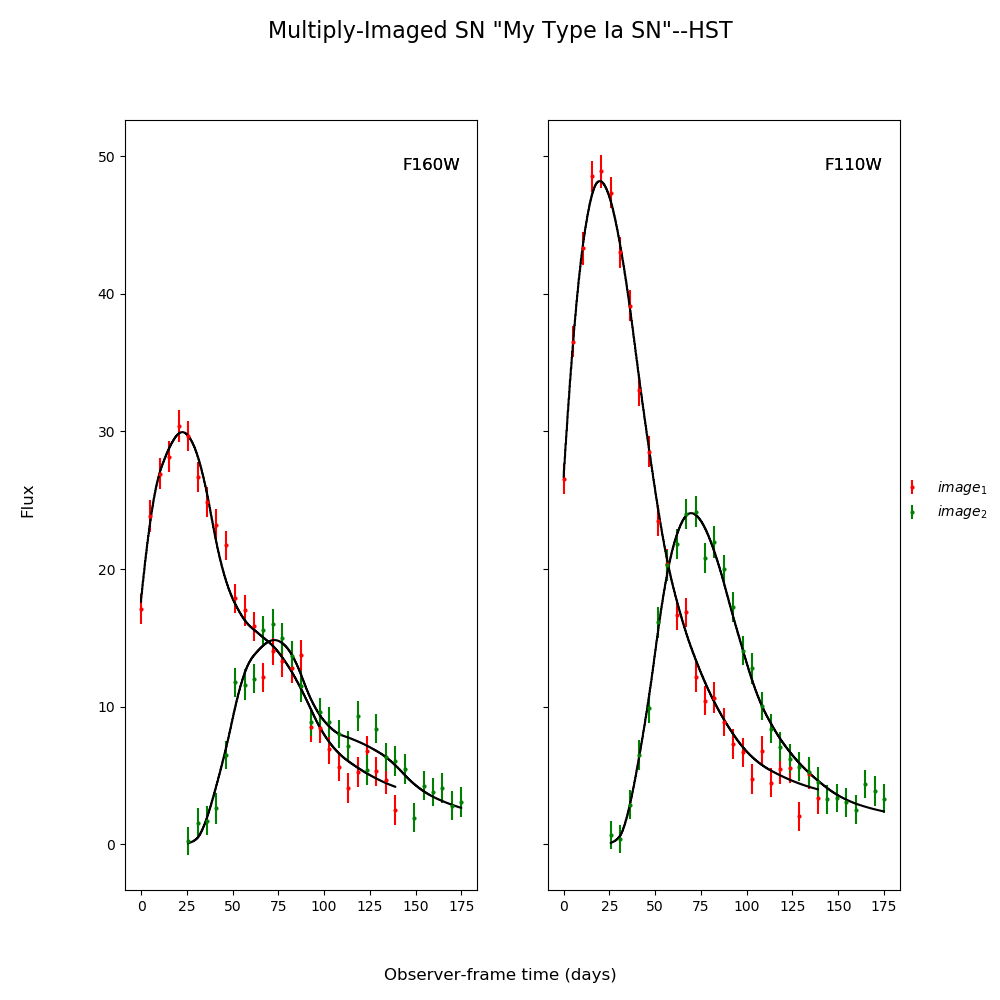 Multiply-Imaged SN "My Type Ia SN"--HST
F160W
F110W
50
40
30
20
10
0
Flux
image1
image2
0 25 50 75 100 125 150 175
0 25 50 75 100 125 150 175
Observer-frame time (days)